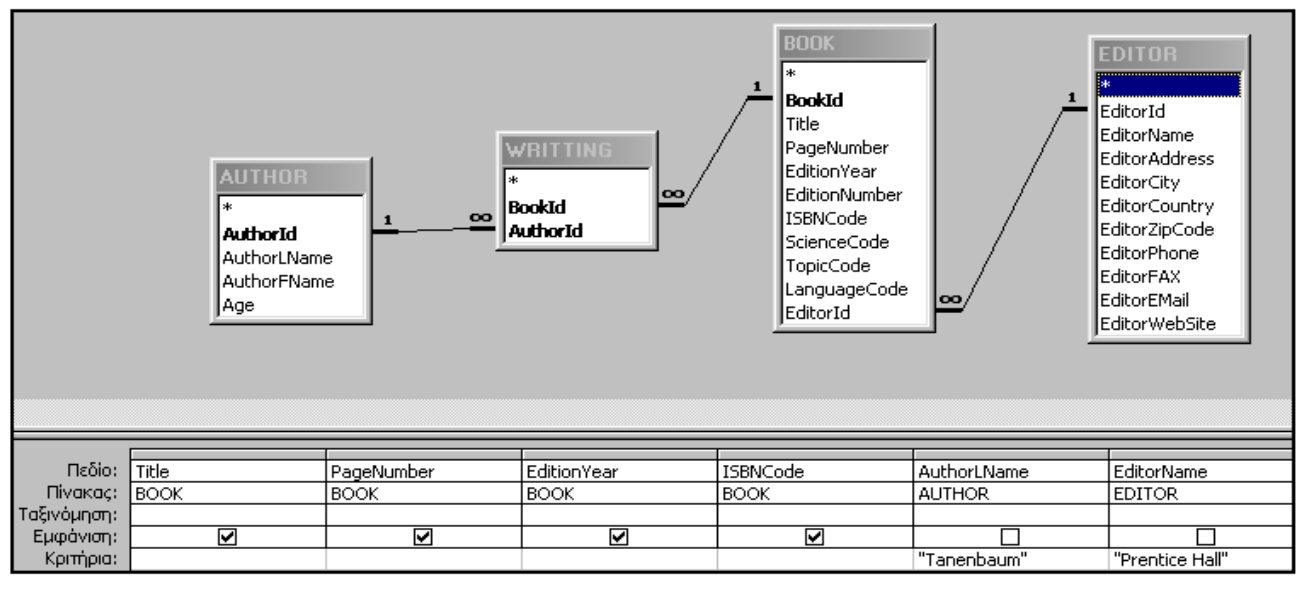 AUTHOR
*
AuthorId
AuthorLName
AuthorFName
Age
1
∞
WRITTING
*
BookId
AuthorId
∞
1
BOOK
*
BookId
Title
PageNumber
EditionYear
EditionNumber
ISBNCode
ScienceCode
TopicCode
LanguageCode
EditorId
∞
1
EDITOR
*
EditorId
EditorName
EditorAddress
EditorCity
EditorCountry
EditorZipCode
EditorPhone
EditorFAX
EditorEMail
EditorWebSite
Πεδίο: Title PageNumber EditionYear ISBNCode AuthorLName EditorName
Πίνακας: BOOK BOOK BOOK BOOK AUTHOR EDITOR
Ταξινόμηση:
Εμφάνιση:
Κριτήρια: "Tanenbaum" "Prentice Hall"